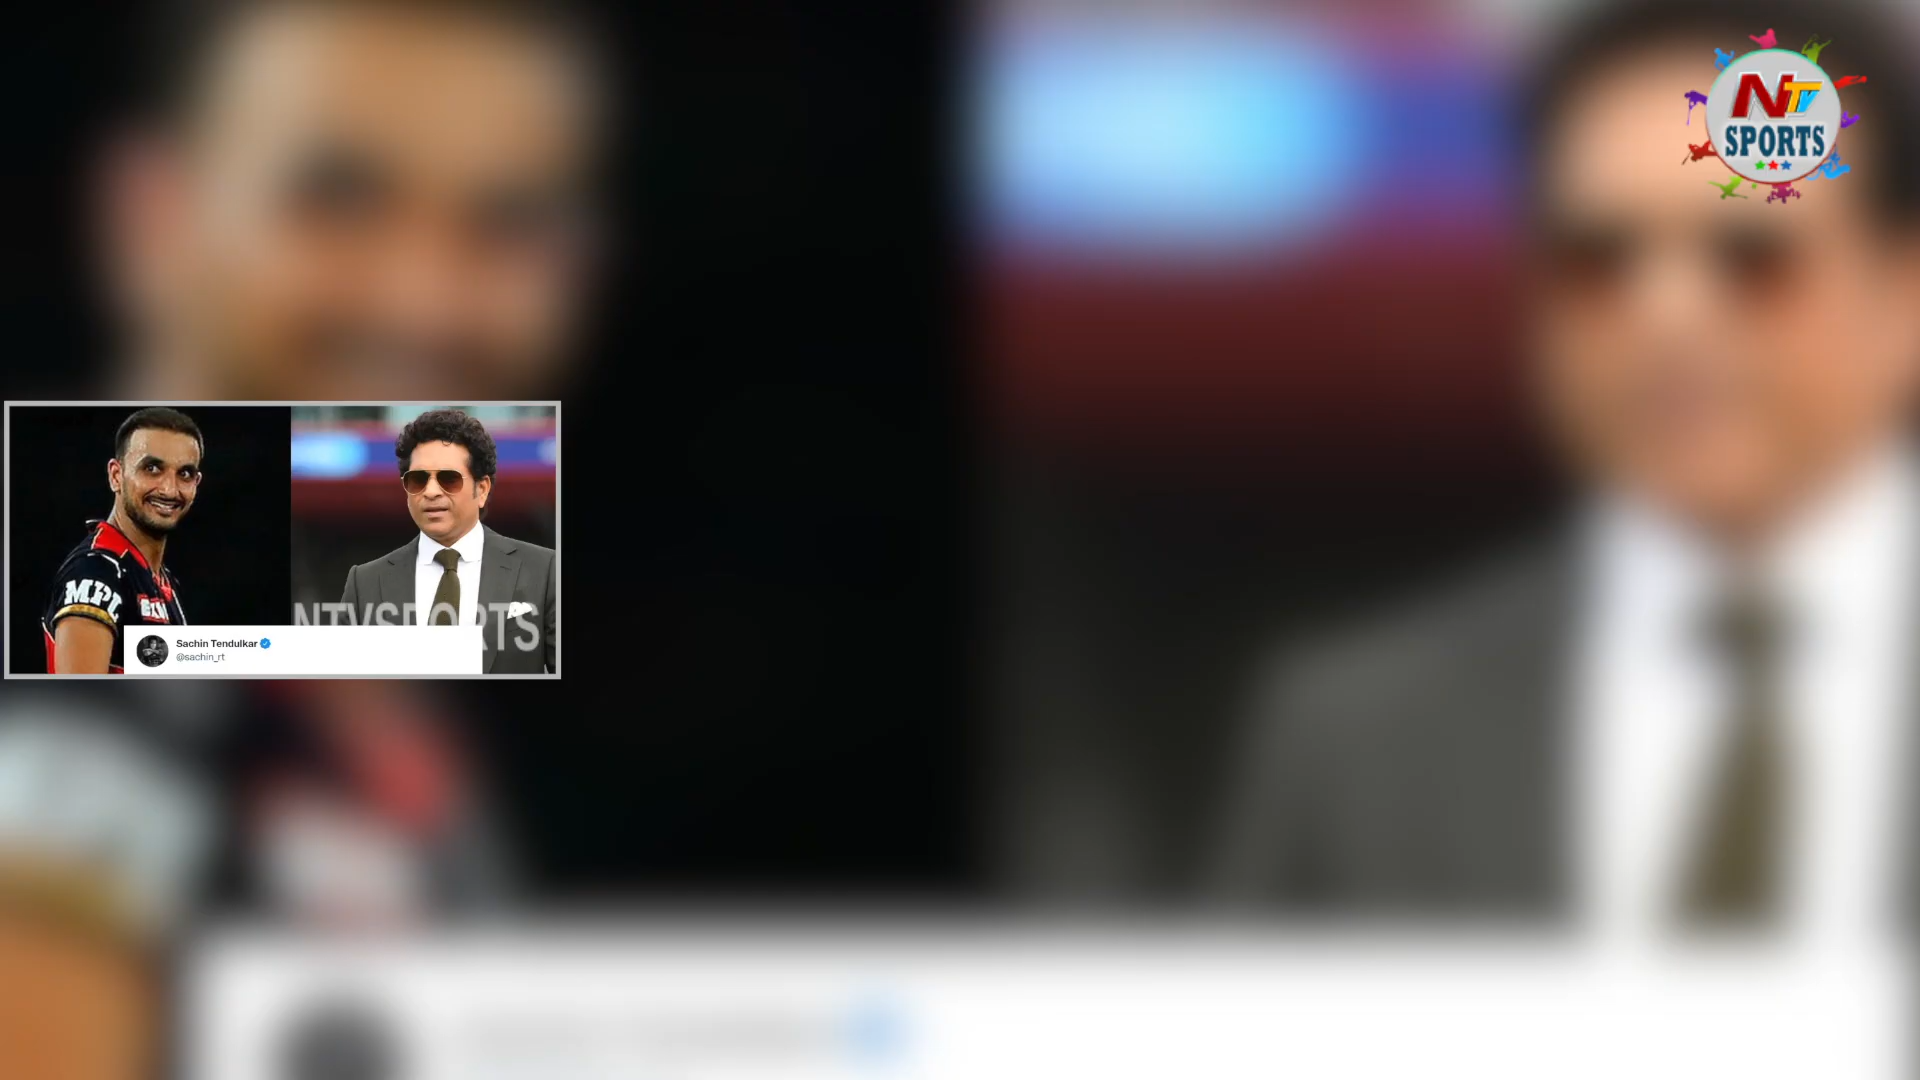 NTV
SPORTS
MPL
NTVSPORTS
Sachin Tendulkar
@sachin_rt